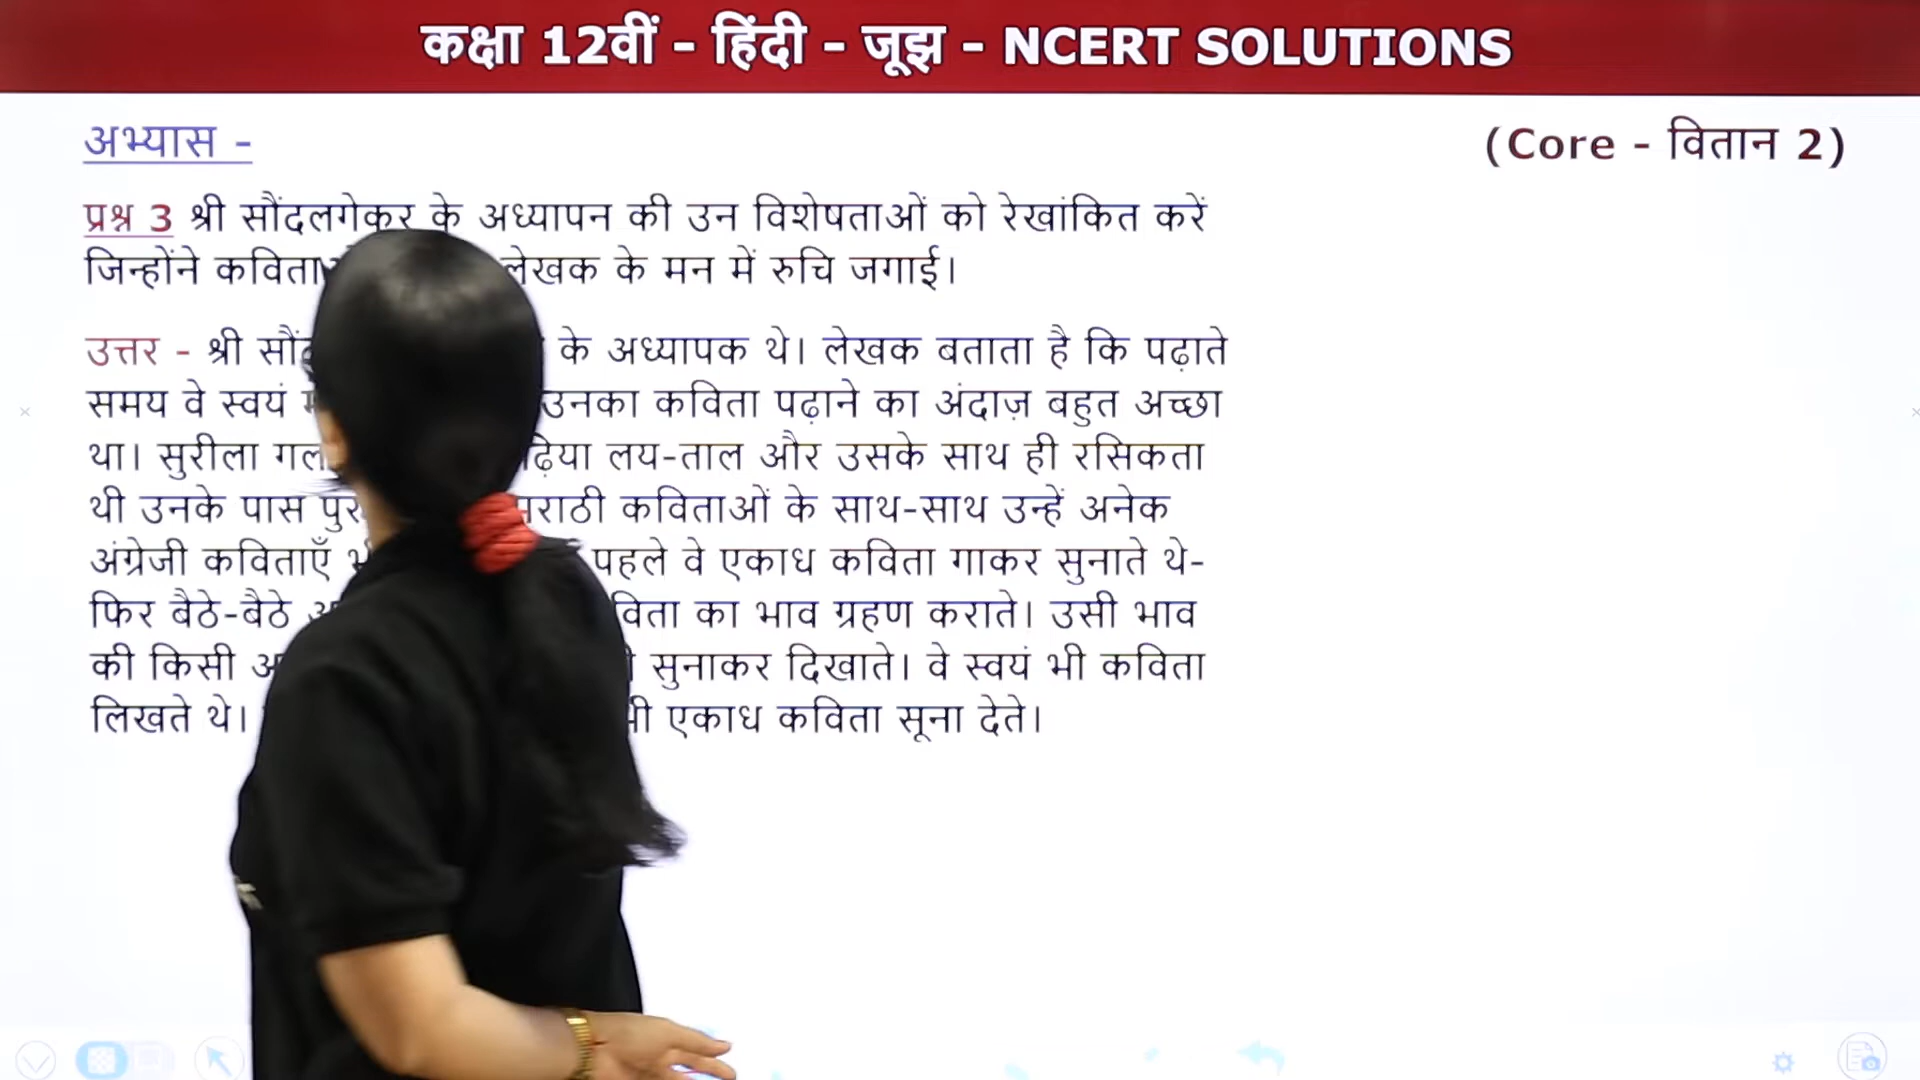 कक्षा 12वीं - हिंदी - जूझ - NCERT SOLUTIONS
अभ्यास -
(Core - वितान 2)
प्रश्न 3 श्री सौंदलगेकर के अध्यापन की उन विशेषताओं को रेखांकित करें
जिन्होंने लेखक के मन में रुचि जगाई।
उत्तर - श्री के अध्यापक थे। लेखक बताता है कि पढ़ाते
समय वे स्वयं उनका कविता पढ़ाने का अंदाज़ बहुत अच्छा
था। सुरीला लय-ताल और उसके साथ ही रसिकता
थी उनके पास कविताओं के साथ-साथ उन्हें अनेक
अंग्रेजी कविताएँ पहले वे एकाध कविता गाकर सुनाते थे-
फिर बैठे-बैठे का भाव ग्रहण कराते। उसी भाव
की किसी सुनाकर दिखाते। वे स्वयं भी कविता
लिखते थे। एकाध कविता सूना देते।